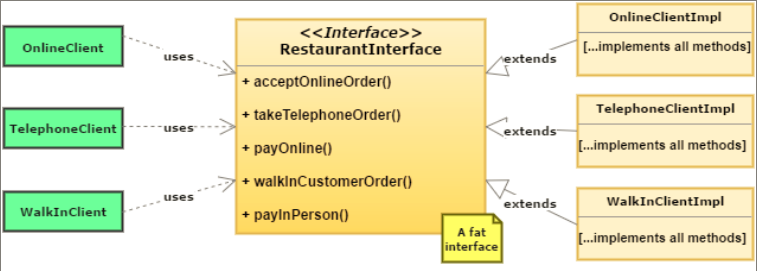 OnlineClient
TelephoneClient
WalkInClient
uses
uses
uses
<<Interface>>
RestaurantInterface
+ acceptOnlineOrder()
+ takeTelephoneOrder()
+ payOnline()
+ walkInCustomerOrder()
+ payInPerson()
A fat
interface
extends
extends
extends
OnlineClientImpl
[...implements all methods]
TelephoneClientImpl
[...implements all methods]
WalkInClientImpl
[...implements all methods]